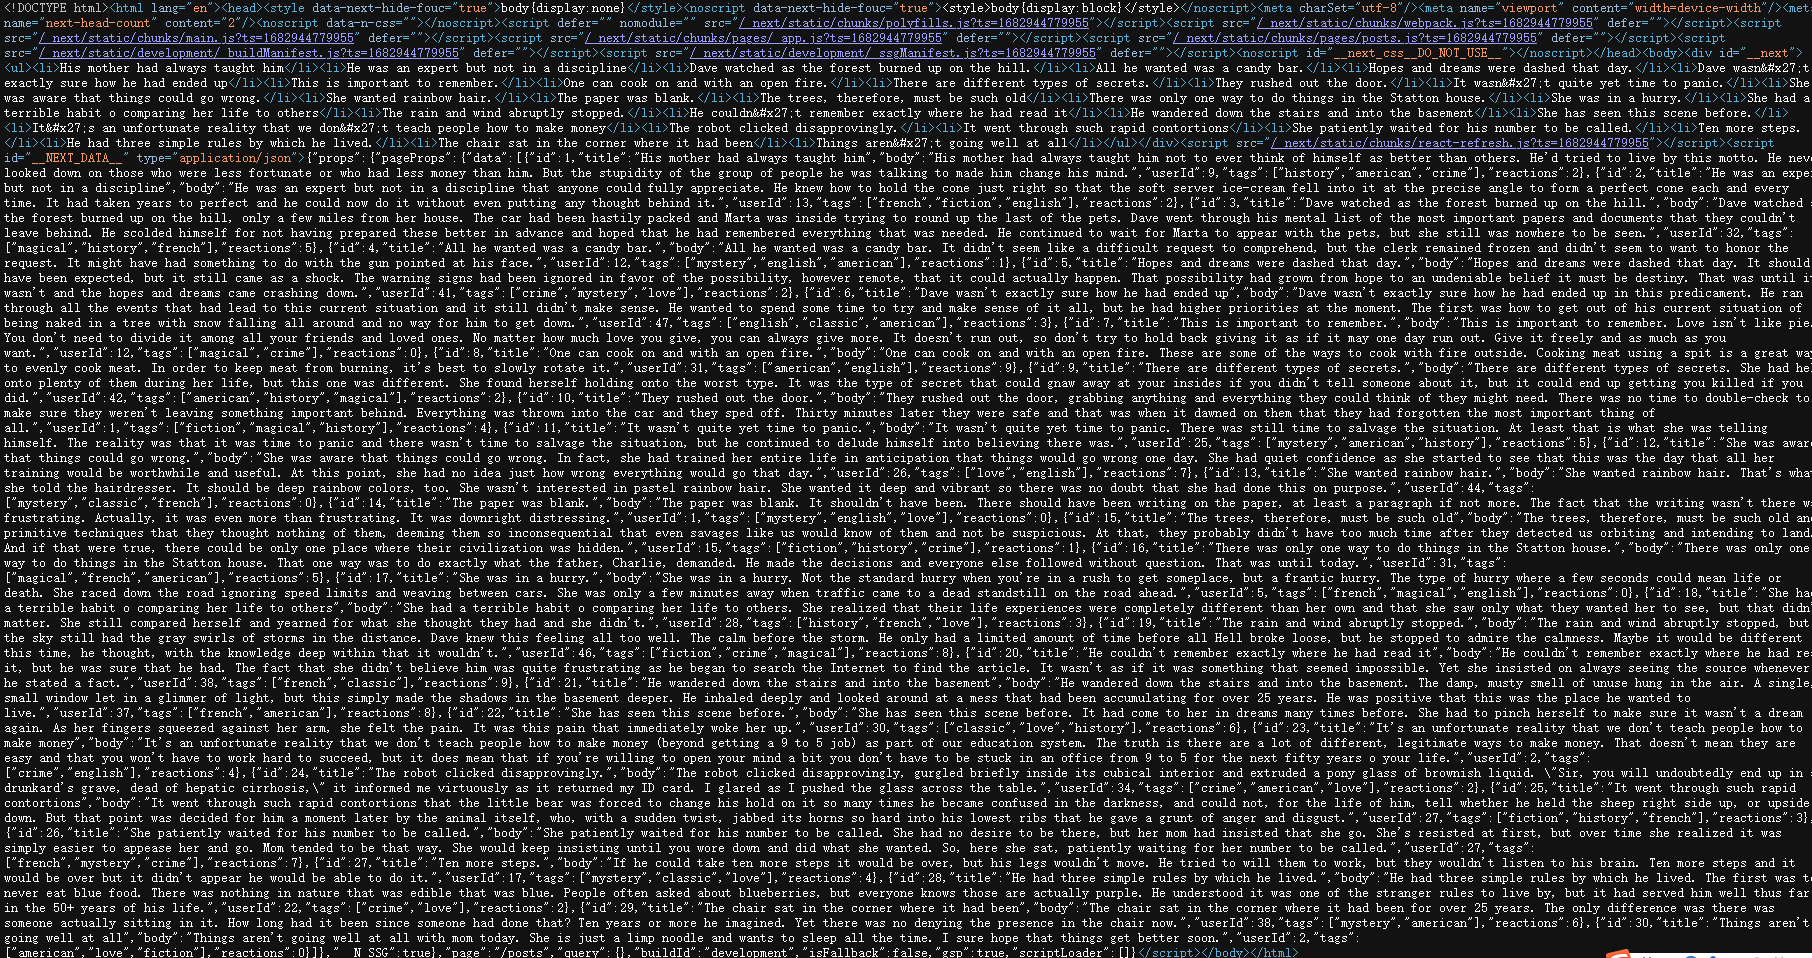 <!DOCTYPE html><html lang="en"><head><style data-next-hide-fouc="true">body{display:none}</style><noscript data-next-hide-fouc="true"><style>body{display:block}</style></noscript><meta charSet="utf-8"/><meta name="viewport" content="width=device-width"/><meta
name="next-head-count" content="2"/><noscript data-n-css=""></noscript><script defer="" nomodule="" src="/_next/static/chunks/polyfills.js?ts=1682944779955"></script><script src="/_next/static/chunks/webpack.js?ts=1682944779955" defer=""></script><script
src="/_next/static/chunks/main.js?ts=1682944779955" defer=""></script><script src="/_next/static/chunks/pages/_app.js?ts=1682944779955" defer=""></script><script src="/_next/static/chunks/pages/posts.js?ts=1682944779955" defer=""></script><script
src="/_next/static/development/_buildManifest.js?ts=1682944779955" defer=""></script><script src="/_next/static/development/_ssgManifest.js?ts=1682944779955" defer=""></script><noscript id="__next_css__DO_NOT_USE__"></noscript></head><body><div id="__next">
<ul><li>His mother had always taught him</li><li>He was an expert but not in a discipline</li><li>Dave watched as the forest burned up on the hill.</li><li>All he wanted was a candy bar.</li><li>Hopes and dreams were dashed that day.</li><li>Dave wasn&#x27;t
exactly sure how he had ended up</li><li>This is important to remember.</li><li>One can cook on and with an open fire.</li><li>There are different types of secrets.</li><li>They rushed out the door.</li><li>It wasn&#x27;t quite yet time to panic.</li><li>She
was aware that things could go wrong.</li><li>She wanted rainbow hair.</li><li>The paper was blank.</li><li>The trees, therefore, must be such old</li><li>There was only one way to do things in the Statton house.</li><li>She was in a hurry.</li><li>She had a
terrible habit o comparing her life to others</li><li>The rain and wind abruptly stopped.</li><li>He couldn&#x27;t remember exactly where he had read it</li><li>He wandered down the stairs and into the basement</li><li>She has seen this scene before.</li>
<li>It&#x27;s an unfortunate reality that we don&#x27;t teach people how to make money</li><li>The robot clicked disapprovingly.</li><li>It went through such rapid contortions</li><li>She patiently waited for his number to be called.</li><li>Ten more steps.
</li><li>He had three simple rules by which he lived.</li><li>The chair sat in the corner where it had been</li><li>Things aren&#x27;t going well at all</li></ul></div><script src="/_next/static/chunks/react-refresh.js?ts=1682944779955"></script><script
id="__NEXT_DATA__" type="application/json">{"props":{"pageProps":{"data":[{"id":1,"title":"His mother had always taught him","body":"His mother had always taught him not to ever think of himself as better than others. He'd tried to live by this motto. He
looked down on those who were less fortunate or who had less money than him. But the stupidity of the group of people he was talking to made him change his mind.","userId":9,"tags":["history","american","crime"],"reactions":2},{"id":2,"title":"He was an
but not in a discipline","body":"He was an expert but not in a discipline that anyone could fully appreciate. He knew how to hold the cone just right so that the soft server ice-cream fell into it at the precise angle to form a perfect cone each and every
time. It had taken years to perfect and he could now do it without even putting any thought behind it.","userId":13,"tags":["french","fiction","english"],"reactions":2},{"id":3,"title":"Dave watched as the forest burned up on the hill.","body":"Dave watched
the forest burned up on the hill, only a few miles from her house. The car had been hastily packed and Marta was inside trying to round up the last of the pets. Dave went through his mental list of the most important papers and documents that they couldn't
leave behind. He scolded himself for not having prepared these better in advance and hoped that he had remembered everything that was needed. He continued to wait for Marta to appear with the pets, but she still was nowhere to be seen.","userId":32,"tags":
["magical","history","french"],"reactions":5},{"id":4,"title":"All he wanted was a candy bar.","body":"All he wanted was a candy bar. It didn't seem like a difficult request to comprehend, but the clerk remained frozen and didn't seem to want to honor the
request. It might have had something to do with the gun pointed at his face.","userId":12,"tags":["mystery","english","american"],"reactions":1},{"id":5,"title":"Hopes and dreams were dashed that day.","body":"Hopes and dreams were dashed that day. It should
have been expected, but it still came as a shock. The warning signs had been ignored in favor of the possibility, however remote, that it could actually happen. That possibility had grown from hope to an undeniable belief it must be destiny. That was until it
wasn't and the hopes and dreams came crashing down.","userId":41,"tags":["crime","mystery","love"],"reactions":2},{"id":6,"title":"Dave wasn't exactly sure how he had ended up","body":"Dave wasn't exactly sure how he had ended up in this predicament. He ran
through all the events that had lead to this current situation and it still didn't make sense. He wanted to spend some time to try and make sense of it all, but he had higher priorities at the moment. The first was how to get out of his current situation of
being naked in a tree with snow falling all around and no way for him to get down.","userId":47,"tags":["english","classic","american"],"reactions":3},{"id":7,"title":"This is important to remember.","body":"This is important to remember. Love isn't like pie.
You don't need to divide it among all your friends and loved ones. No matter how much love you give, you can always give more. It doesn't run out, so don't try to hold back giving it as if it may one day run out. Give it freely and as much as you
want.","userId":12,"tags":["magical","crime"],"reactions":0},{"id":8,"title":"One can cook on and with an open fire.","body":"One can cook on and with an open fire. These are some of the ways to cook with fire outside. Cooking meat using a spit is a great way
to evenly cook meat. In order to keep meat from burning, it's best to slowly rotate it.","userId":31,"tags":["american","english"],"reactions":9},{"id":9,"title":"There are different types of secrets.","body":"There are different types of secrets. She had
onto plenty of them during her life, but this one was different. She found herself holding onto the worst type. It was the type of secret that could gnaw away at your insides if you didn't tell someone about it, but it could end up getting you killed if you
did.","userId":42,"tags":["american","history","magical"],"reactions":2},{"id":10,"title":"They rushed out the door.","body":"They rushed out the door, grabbing anything and everything they could think of they might need. There was no time to double-check to
make sure they weren't leaving something important behind. Everything was thrown into the car and they sped off. Thirty minutes later they were safe and that was when it dawned on them that they had forgotten the most important thing of
all.","userId":1,"tags":["fiction","magical","history"],"reactions":4},{"id":11,"title":"It wasn't quite yet time to panic.","body":"It wasn't quite yet time to panic. There was still time to salvage the situation. At least that is what she was telling
himself. The reality was that it was time to panic and there wasn't time to salvage the situation, but he continued to delude himself into believing there was.","userId":25,"tags":["mystery","american","history"],"reactions":5},{"id":12,"title":"She was aware
that things could go wrong.","body":"She was aware that things could go wrong. In fact, she had trained her entire life in anticipation that things would go wrong one day. She had quiet confidence as she started to see that this was the day that all her
training would be worthwhile and useful. At this point, she had no idea just how wrong everything would go that day.","userId":26,"tags":["love","english"],"reactions":7},{"id":13,"title":"She wanted rainbow hair.","body":"She wanted rainbow hair. That's
she told the hairdresser. It should be deep rainbow colors, too. She wasn't interested in pastel rainbow hair. She wanted it deep and vibrant so there was no doubt that she had done this on purpose.","userId":44,"tags":
["mystery","classic","french"],"reactions":0},{"id":14,"title":"The paper was blank.","body":"The paper was blank. It shouldn't have been. There should have been writing on the paper, at least a paragraph if not more. The fact that the writing wasn't there
frustrating. Actually, it was even more than frustrating. It was downright distressing.","userId":1,"tags":["mystery","english","love"],"reactions":0},{"id":15,"title":"The trees, therefore, must be such old","body":"The trees, therefore, must be such old and
primitive techniques that they thought nothing of them, deeming them so inconsequential that even savages like us would know of them and not be suspicious. At that, they probably didn't have too much time after they detected us orbiting and intending to land.
And if that were true, there could be only one place where their civilization was hidden.","userId":15,"tags":["fiction","history","crime"],"reactions":1},{"id":16,"title":"There was only one way to do things in the Statton house.","body":"There was only one
way to do things in the Statton house. That one way was to do exactly what the father, Charlie, demanded. He made the decisions and everyone else followed without question. That was until today.","userId":31,"tags":
["magical","french","american"],"reactions":5},{"id":17,"title":"She was in a hurry.","body":"She was in a hurry. Not the standard hurry when you're in a rush to get someplace, but a frantic hurry. The type of hurry where a few seconds could mean life or
death. She raced down the road ignoring speed limits and weaving between cars. She was only a few minutes away when traffic came to a dead standstill on the road ahead.","userId":5,"tags":["french","magical","english"],"reactions":0},{"id":18,"title":"She had
a terrible habit o comparing her life to others","body":"She had a terrible habit o comparing her life to others. She realized that their life experiences were completely different than her own and that she saw only what they wanted her to see, but that
matter. She still compared herself and yearned for what she thought they had and she didn't.","userId":28,"tags":["history","french","love"],"reactions":3},{"id":19,"title":"The rain and wind abruptly stopped.","body":"The rain and wind abruptly stopped, but
the sky still had the gray swirls of storms in the distance. Dave knew this feeling all too well. The calm before the storm. He only had a limited amount of time before all Hell broke loose, but he stopped to admire the calmness. Maybe it would be different
this time, he thought, with the knowledge deep within that it wouldn't.","userId":46,"tags":["fiction","crime","magical"],"reactions":8},{"id":20,"title":"He couldn't remember exactly where he had read it","body":"He couldn't remember exactly where he had
it, but he was sure that he had. The fact that she didn't believe him was quite frustrating as he began to search the Internet to find the article. It wasn't as if it was something that seemed impossible. Yet she insisted on always seeing the source whenever
he stated a fact.","userId":38,"tags":["french","classic"],"reactions":9},{"id":21,"title":"He wandered down the stairs and into the basement","body":"He wandered down the stairs and into the basement. The damp, musty smell of unuse hung in the air. A single,
small window let in a glimmer of light, but this simply made the shadows in the basement deeper. He inhaled deeply and looked around at a mess that had been accumulating for over 25 years. He was positive that this was the place he wanted to
live.","userId":37,"tags":["french","american"],"reactions":8},{"id":22,"title":"She has seen this scene before.","body":"She has seen this scene before. It had come to her in dreams many times before. She had to pinch herself to make sure it wasn't a dream
again. As her fingers squeezed against her arm, she felt the pain. It was this pain that immediately woke her up.","userId":30,"tags":["classic","love","history"],"reactions":6},{"id":23,"title":"It's an unfortunate reality that we don't teach people how to
make money","body":"It's an unfortunate reality that we don't teach people how to make money (beyond getting a 9 to 5 job) as part of our education system. The truth is there are a lot of different, legitimate ways to make money. That doesn't mean they are
easy and that you won't have to work hard to succeed, but it does mean that if you're willing to open your mind a bit you don't have to be stuck in an office from 9 to 5 for the next fifty years o your life.","userId":2,"tags":
["crime","english"],"reactions":4},{"id":24,"title":"The robot clicked disapprovingly.","body":"The robot clicked disapprovingly, gurgled briefly inside its cubical interior and extruded a pony glass of brownish liquid. \"Sir, you will undoubtedly end up in
drunkard's grave, dead of hepatic cirrhosis,\" it informed me virtuously as it returned my ID card. I glared as I pushed the glass across the table.","userId":34,"tags":["crime","american","love"],"reactions":2},{"id":25,"title":"It went through such rapid
contortions","body":"It went through such rapid contortions that the little bear was forced to change his hold on it so many times he became confused in the darkness, and could not, for the life of him, tell whether he held the sheep right side up, or upside
down. But that point was decided for him a moment later by the animal itself, who, with a sudden twist, jabbed its horns so hard into his lowest ribs that he gave a grunt of anger and disgust.","userId":27,"tags":["fiction","history","french"],"reactions":3},
{"id":26,"title":"She patiently waited for his number to be called.","body":"She patiently waited for his number to be called. She had no desire to be there, but her mom had insisted that she go. She's resisted at first, but over time she realized it was
simply easier to appease her and go. Mom tended to be that way. She would keep insisting until you wore down and did what she wanted. So, here she sat, patiently waiting for her number to be called.","userId":27,"tags":
["french","mystery","crime"],"reactions":7},{"id":27,"title":"Ten more steps.","body":"If he could take ten more steps it would be over, but his legs wouldn't move. He tried to will them to work, but they wouldn't listen to his brain. Ten more steps and it
would be over but it didn't appear he would be able to do it.","userId":17,"tags":["mystery","classic","love"],"reactions":4},{"id":28,"title":"He had three simple rules by which he lived.","body":"He had three simple rules by which he lived. The first was to
never eat blue food. There was nothing in nature that was edible that was blue. People often asked about blueberries, but everyone knows those are actually purple. He understood it was one of the stranger rules to live by, but it had served him well thus far
in the 50+ years of his life.","userId":22,"tags":["crime","love"],"reactions":2},{"id":29,"title":"The chair sat in the corner where it had been","body":"The chair sat in the corner where it had been for over 25 years. The only difference was there was
someone actually sitting in it. How long had it been since someone had done that? Ten years or more he imagined. Yet there was no denying the presence in the chair now.","userId":38,"tags":["mystery","american"],"reactions":6},{"id":30,"title":"Things aren't
going well at all","body":"Things aren't going well at all with mom today. She is just a limp noodle and wants to sleep all the time. I sure hope that things get better soon.","userId":2,"tags":
["american","love","fiction"],"reactions":0}]},"__N_SSG":true},"page":"/posts","query":{},"buildId":"development","isFallback":false,"gsp":true,"scriptLoader":[]}</script></body></html>